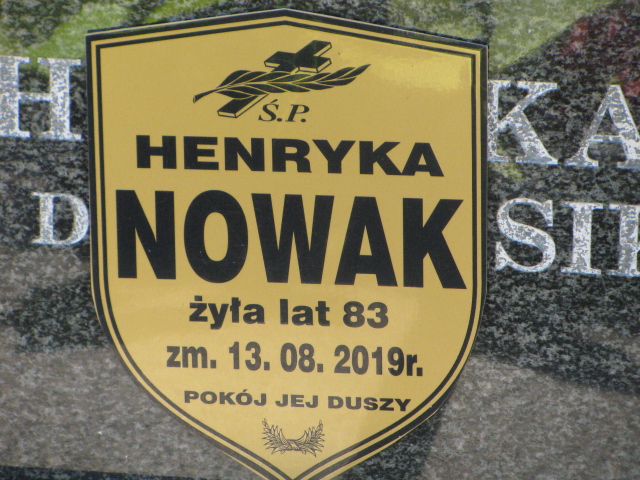 Ś.P.
HENRYKA
NOWAK
żyła lat 83
zm. 13. 08. 2019r.
POKÓJ JEJ DUSZY